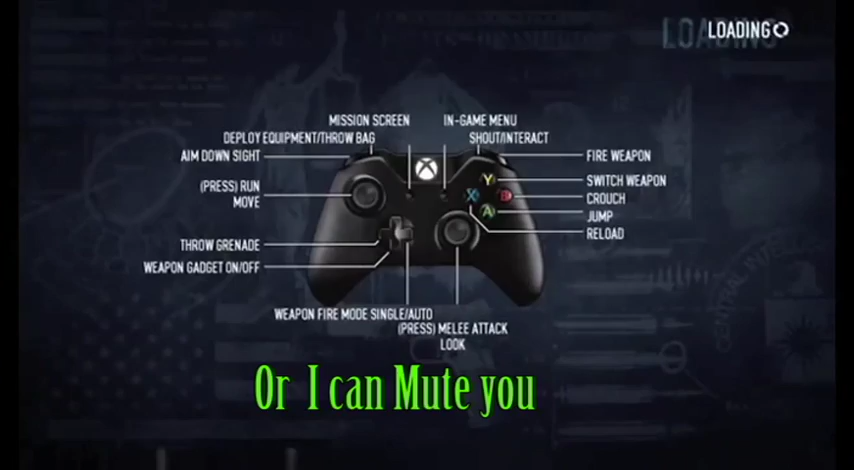 LOADING
LOADING
MISSION SCREEN
IN-GAME MENU
DEPLOY EQUIPMENT/THROW BAG
SHOUT/INTERACT
AIM DOWN SIGHT
FIRE WEAPON
Y
SWITCH WEAPON
(PRESS) RUN
MOVE
X
B
CROUCH
A
JUMP
RELOAD
THROW GRENADE
WEAPON GADGET ON/OFF
WEAPON FIRE MODE SINGLE/AUTO
(PRESS) MELEE ATTACK
LOOK
Or I can Mute you